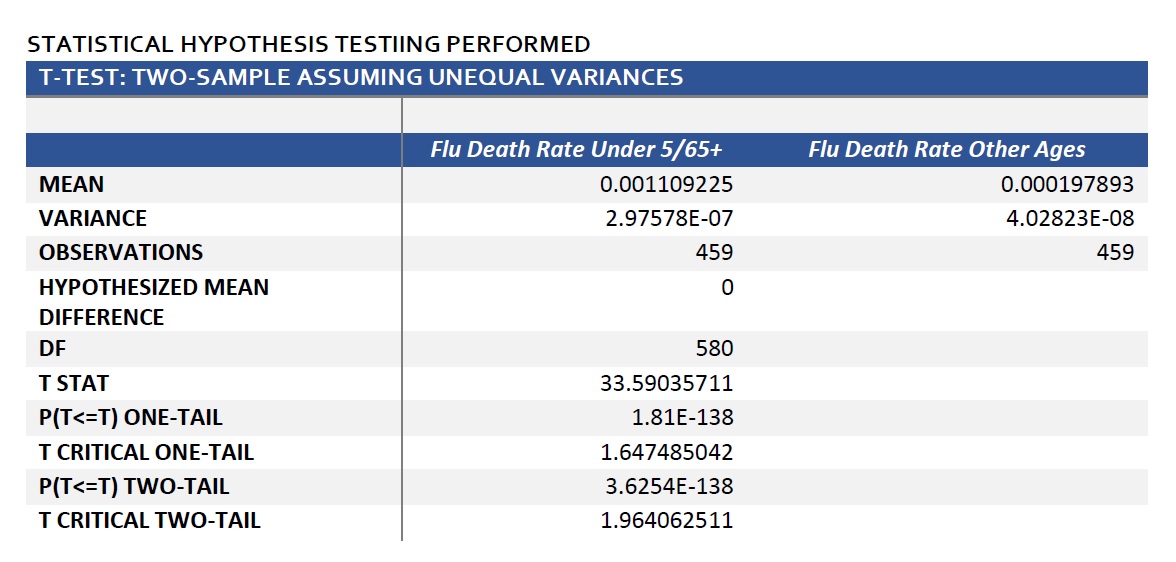 STATISTICAL HYPOTHESIS TESTIING PERFORMED
T-TEST: TWO-SAMPLE ASSUMING UNEQUAL VARIANCES
Flu Death Rate Under 5/65+ Flu Death Rate Other Ages
MEAN 0.001109225 0.000197893
VARIANCE 2.97578E-07 4.02823E-08
OBSERVATIONS 459 459
HYPOTHESIZED MEAN 0
DIFFERENCE
DF 580
T STAT 33.59035711
P(T<=T) ONE-TAIL 1.81E-138
T CRITICAL ONE-TAIL 1.647485042
P(T<=T) TWO-TAIL 3.6254E-138
T CRITICAL TWO-TAIL 1.964062511